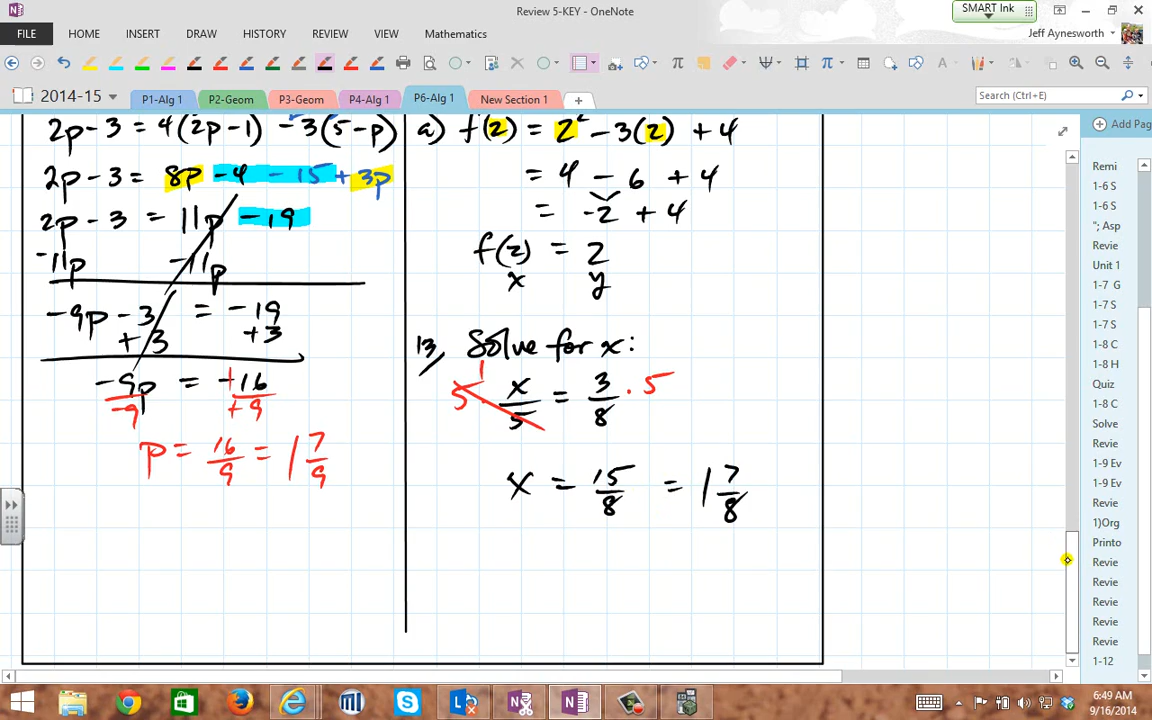 SMART Ink
Review 5-KEY - OneNote
FILE HOME INSERT DRAW HISTORY REVIEW VIEW Mathematics
Jeff Aynesworth
2014-15 P1-Alg 1 P2-Geom P3-Geom P4-Alg 1 P6-Alg 1 New Section 1
Search (Ctrl+E)
2p - 3 = 4(2p - 1) - 3(5 - p)
2p - 3 = 8p - 4 - 15 + 3p
2p - 3 = 11p - 19
-11p -11p
-9p - 3 = -19
+ 3 +3
-9p = -16
-9 + 9
p = 16/9 = 1 7/9
a) f(2) = 2² - 3(2) + 4
= 4 - 6 + 4
= -2 + 4
f(2) = 2
x y
13, Solve for x:
1
5 x/5 = 3/8 · 5
x = 15/8 = 1 7/8
Add Page
Remi
1-6 S
1-6 S
"; Asp
Revie
Unit 1
1-7 G
1-7 S
1-7 S
1-8 C
1-8 C
Quiz
1-8 C
Solve
Revie
1-9 Ev
1-9 Ev
Revie
1)Org
Printo
Revie
Revie
Revie
Revie
Revie
1-12
6:49 AM
9/16/2014